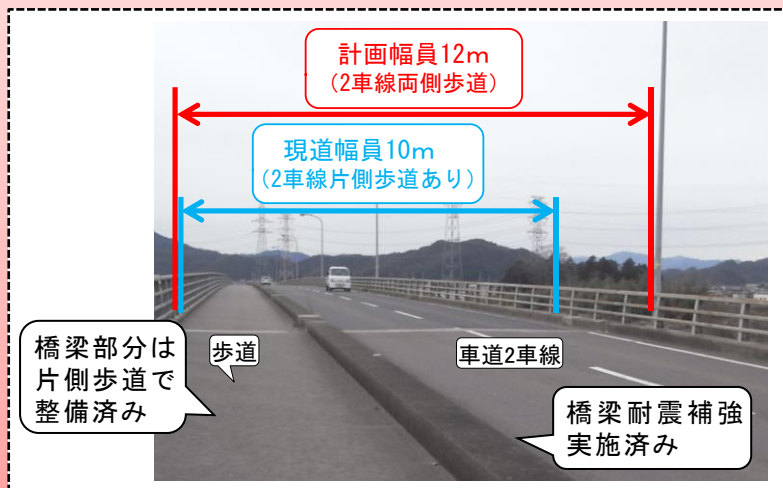 計画幅員12m
（2車線両側歩道）
現道幅員10m
（2車線片側歩道あり）
橋梁部分は
片側歩道で
整備済み
歩道
車道2車線
橋梁耐震補強
実施済み